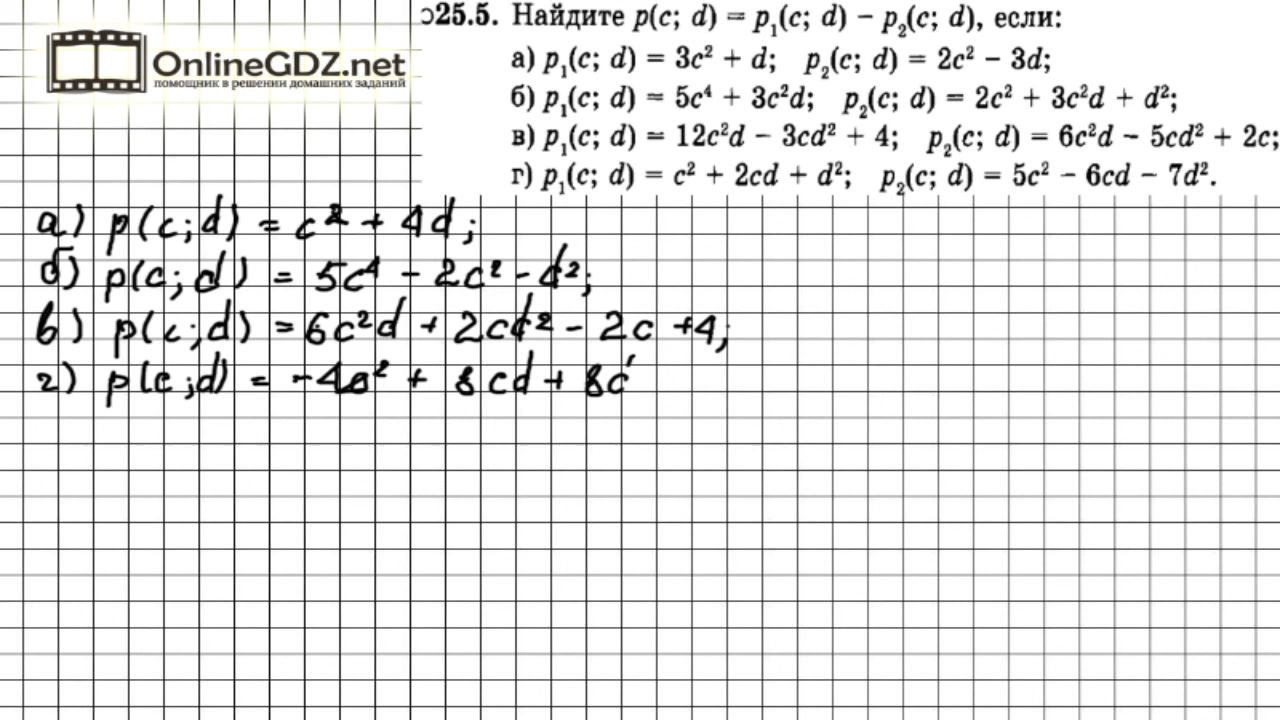 OnlineGDZ.net
помощник в решении домашних заданий
25.5. Найдите p(c; d) = p₁(c; d) − p₂(c; d), если:
а) p₁(c; d) = 3c² + d; p₂(c; d) = 2c² − 3d;
б) p₁(c; d) = 5c⁴ + 3c²d; p₂(c; d) = 2c² + 3c²d + d²;
в) p₁(c; d) = 12c²d − 3cd² + 4; p₂(c; d) = 6c²d − 5cd² + 2c;
г) p₁(c; d) = c² + 2cd + d²; p₂(c; d) = 5c² − 6cd − 7d².
а) p(c;d) = c² + 4d;
б) p(c;d) = 5c⁴ − 2c² − d²;
в) p(c;d) = 6c²d + 2cd² − 2c + 4;
г) p(c;d) = −4c² + 8cd + 8